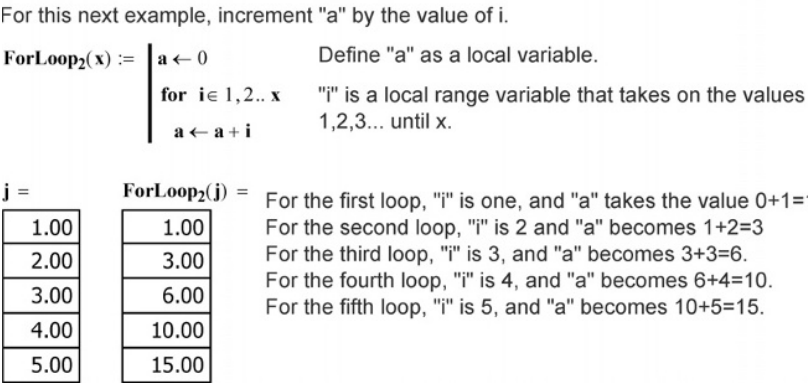 For this next example, increment "a" by the value of i.
ForLoop₂(x) := a ← 0
Define "a" as a local variable.
for i∈ 1,2.. x
"i" is a local range variable that takes on the values
1,2,3... until x.
a ← a + i
j =
1.00
2.00
3.00
4.00
5.00
ForLoop₂(j) =
1.00
3.00
6.00
10.00
15.00
For the first loop, "i" is one, and "a" takes the value 0+1=
For the second loop, "i" is 2 and "a" becomes 1+2=3
For the third loop, "i" is 3, and "a" becomes 3+3=6.
For the fourth loop, "i" is 4, and "a" becomes 6+4=10.
For the fifth loop, "i" is 5, and "a" becomes 10+5=15.